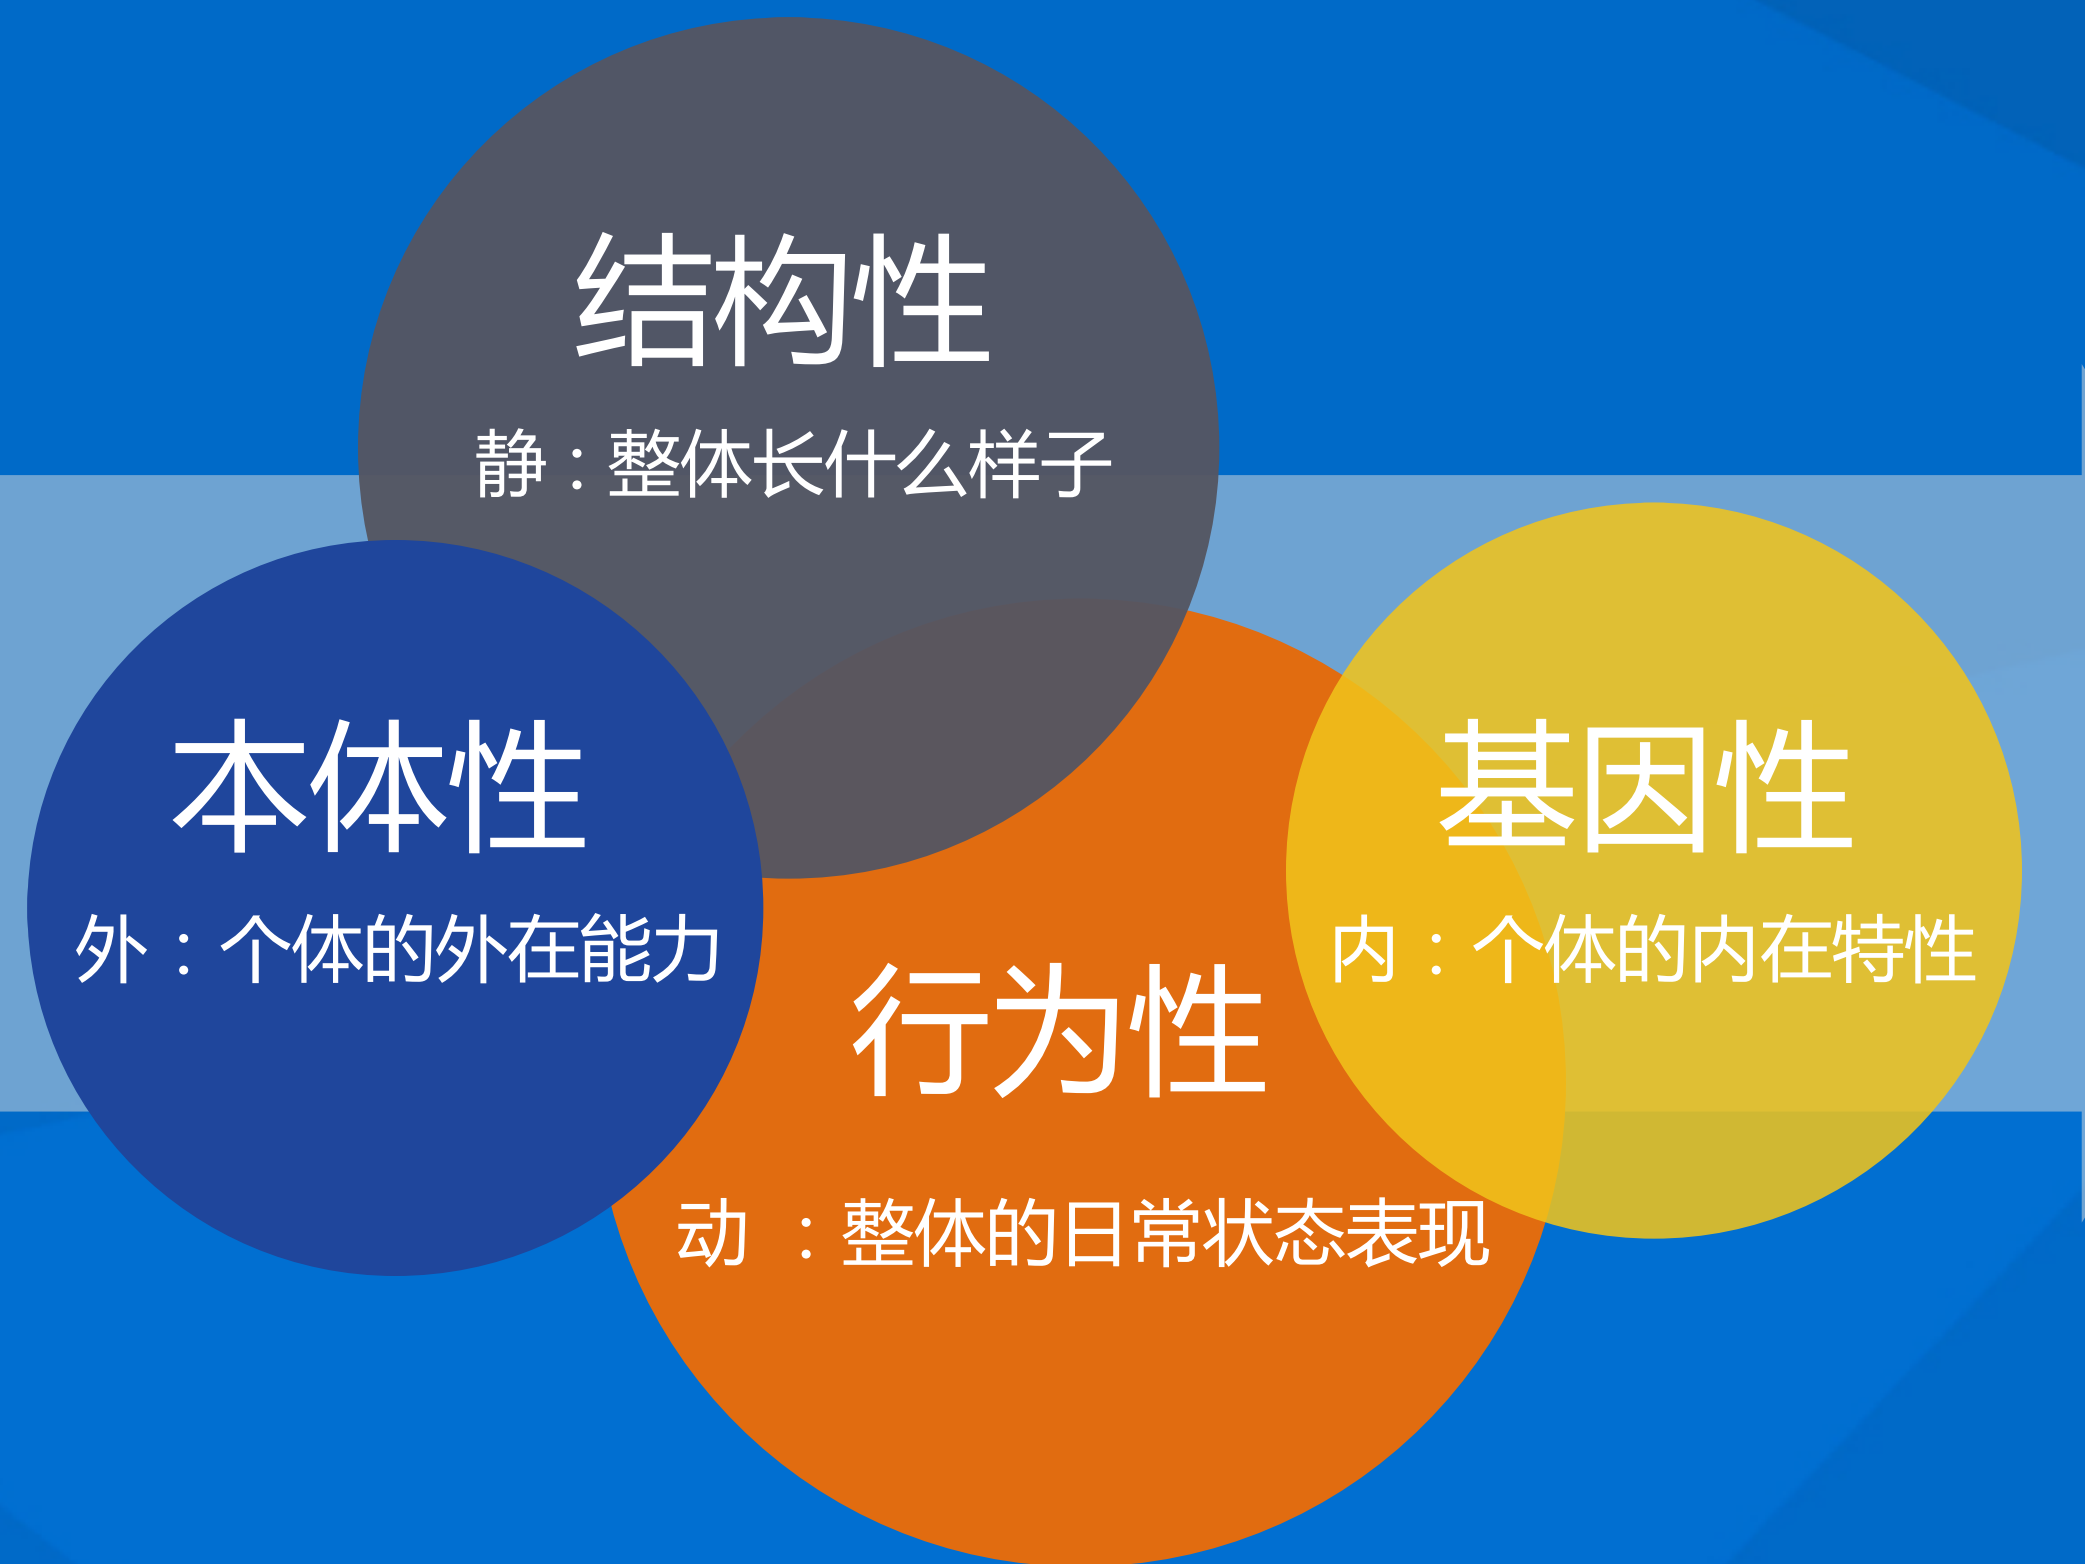 结构性
静：整体长什么样子
本体性
外：个体的外在能力
基因性
内：个体的内在特性
行为性
动 ：整体的日常状态表现